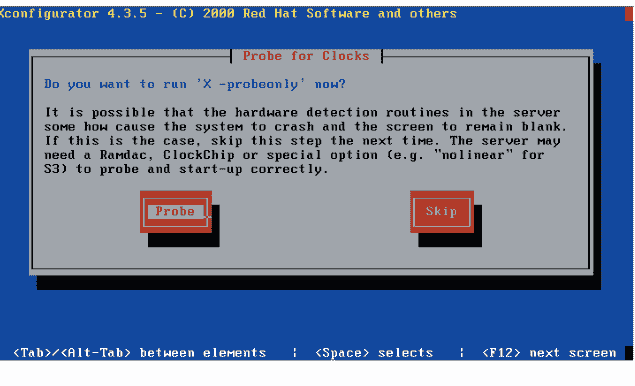 Xconfigurator 4.3.5 - (C) 2000 Red Hat Software and others
Probe for Clocks
Do you want to run 'X -probeonly' now?
It is possible that the hardware detection routines in the server
some how cause the system to crash and the screen to remain blank.
If this is the case, skip this step the next time. The server may
need a Ramdac, ClockChip or special option (e.g. "nolinear" for
S3) to probe and start-up correctly.
Probe Skip
<Tab>/<Alt-Tab> between elements ¦ <Space> selects ¦ <F12> next screen